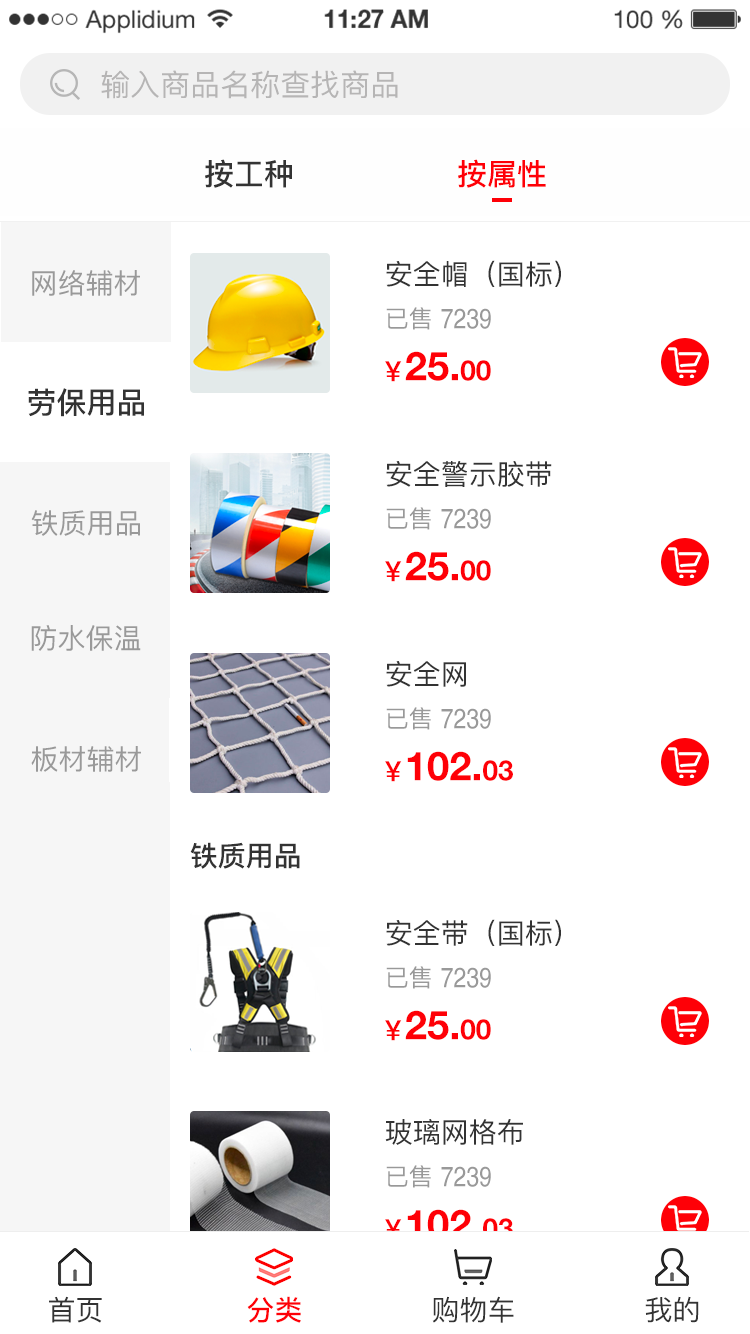 Applidium 11:27 AM 100 %
输入商品名称查找商品
按工种 按属性
网络辅材
劳保用品
铁质用品
防水保温
板材辅材
安全帽（国标）
已售 7239
¥25.00
安全警示胶带
已售 7239
¥25.00
安全网
已售 7239
¥102.03
铁质用品
安全带（国标）
已售 7239
¥25.00
玻璃网格布
已售 7239
¥102.03
首页 分类 购物车 我的